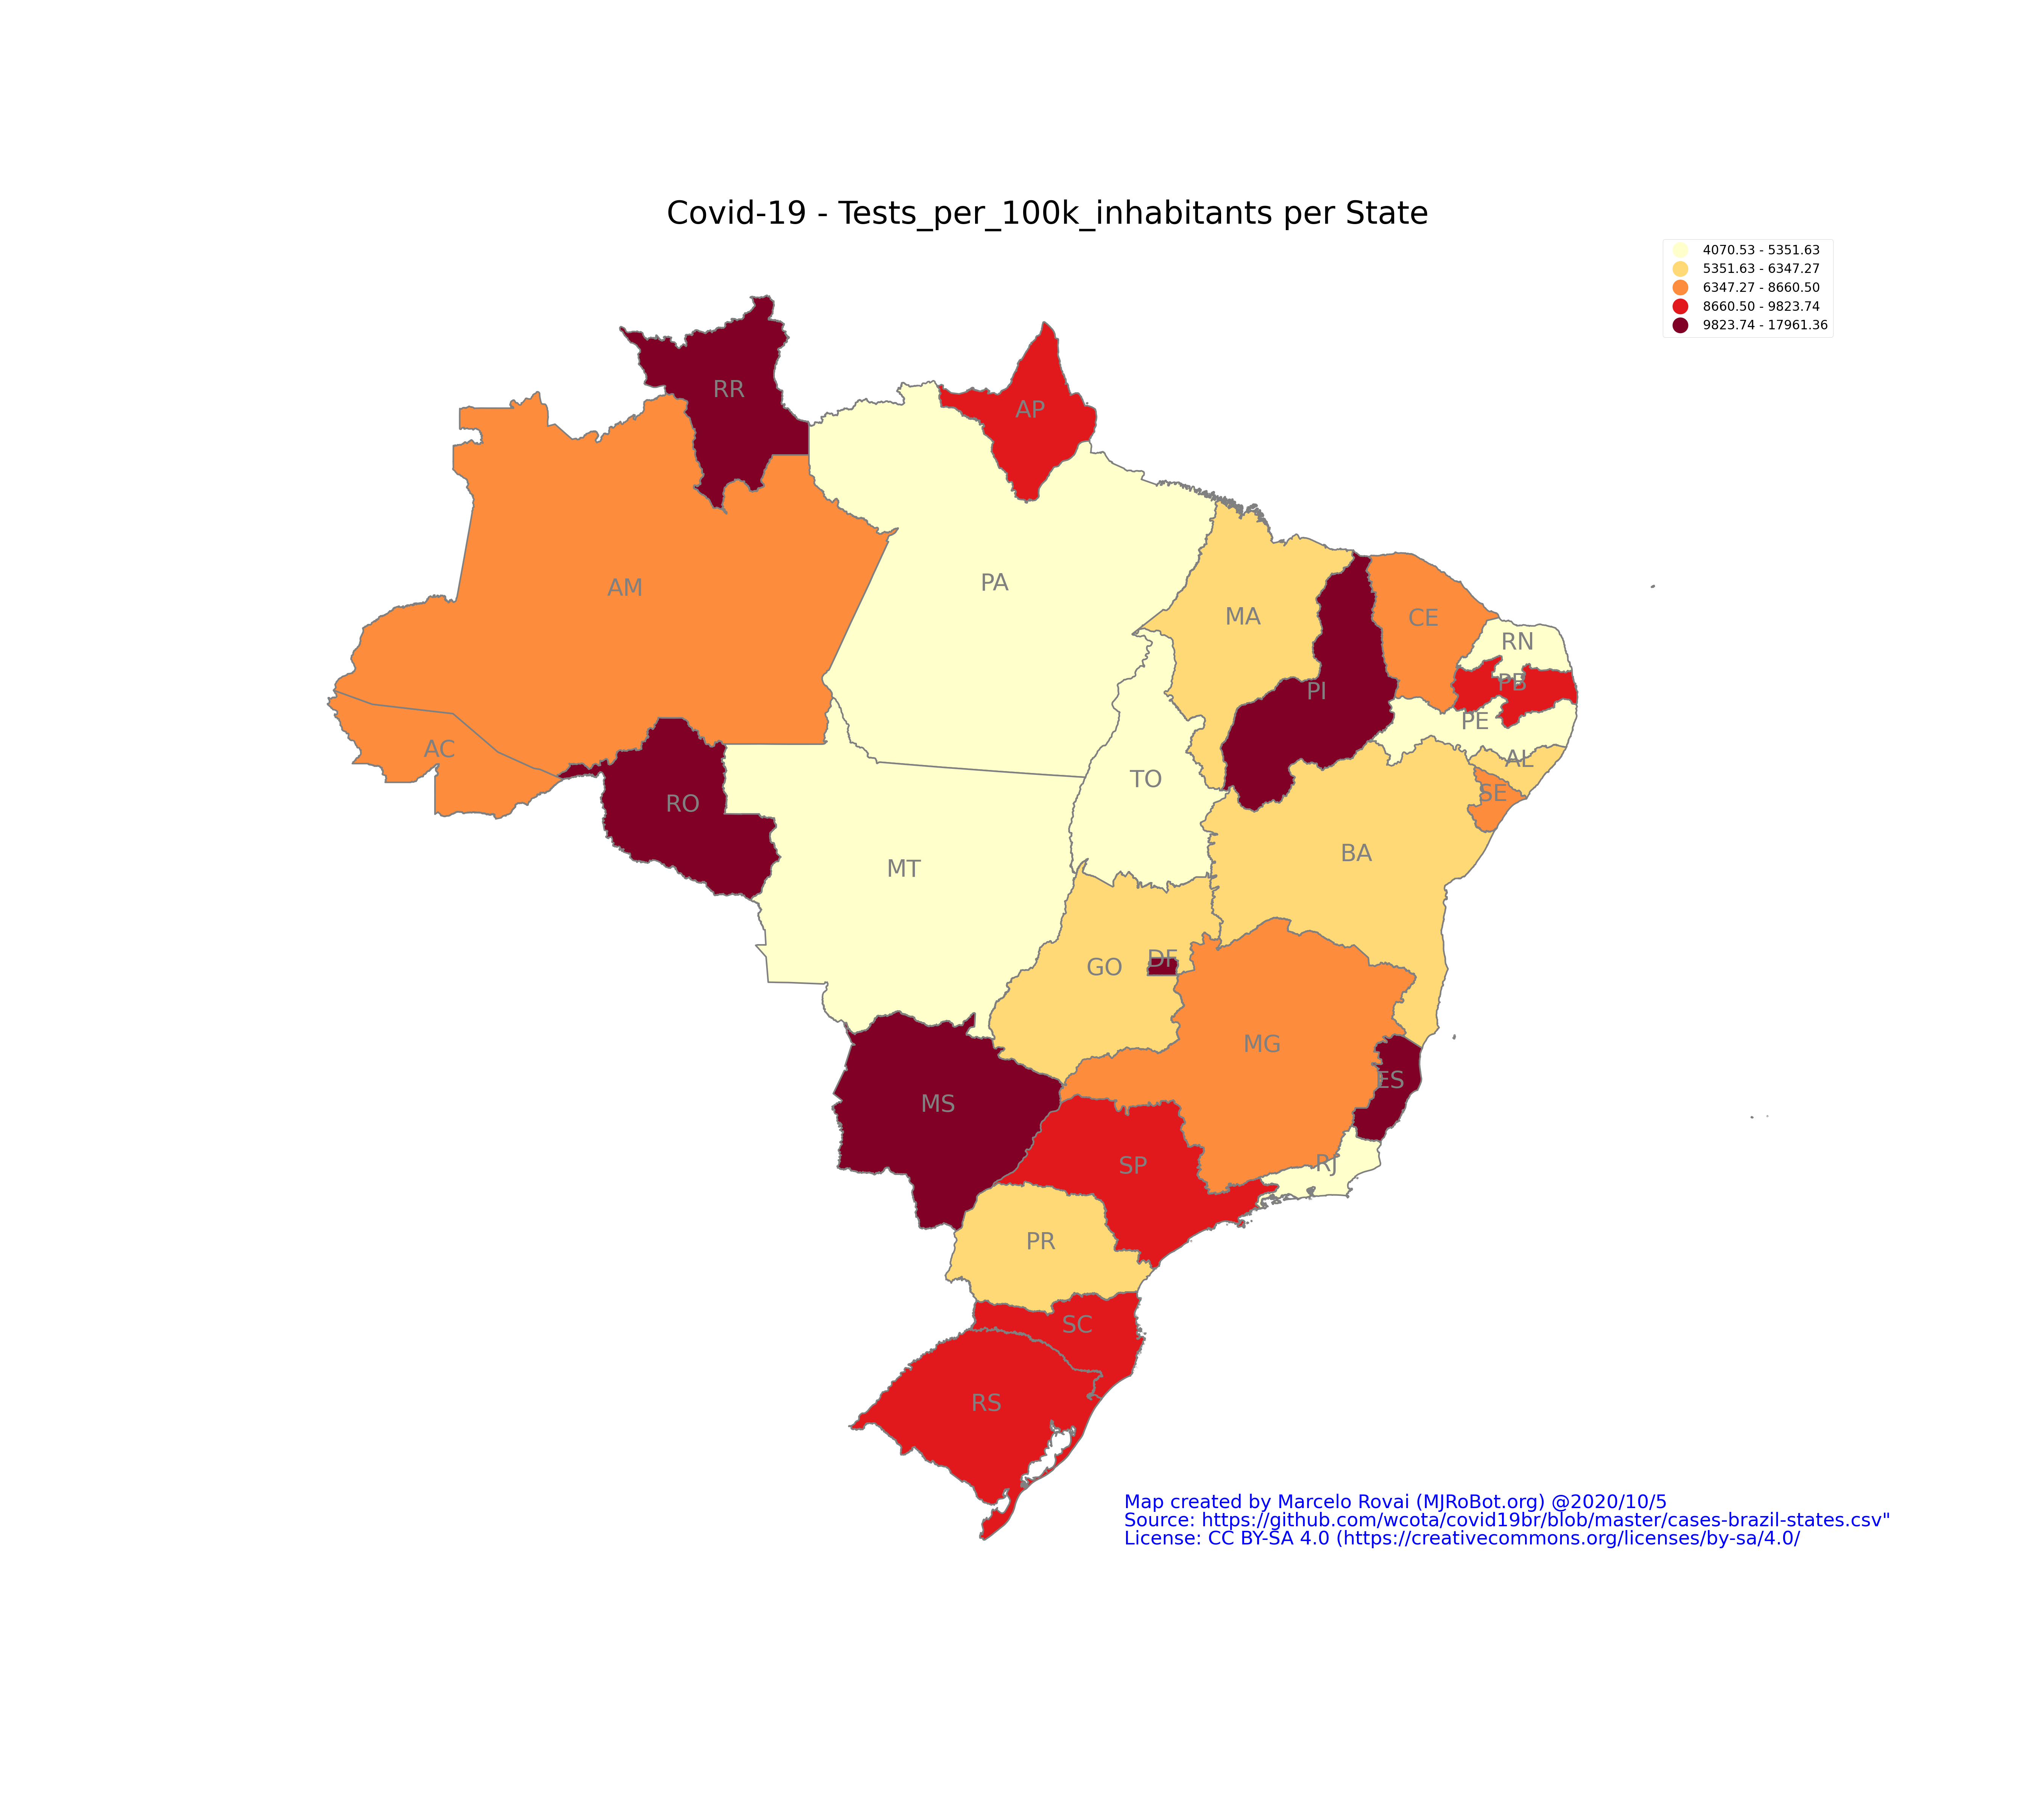 Covid-19 - Tests_per_100k_inhabitants per State
4070.53 - 5351.63
5351.63 - 6347.27
6347.27 - 8660.50
8660.50 - 9823.74
9823.74 - 17961.36
RR
AP
AM
PA
MA
CE
RN
PB
PI
PE
AC
AL
TO
SE
RO
BA
MT
DF
GO
MG
ES
MS
RJ
SP
PR
SC
RS
Map created by Marcelo Rovai (MJRoBot.org) @2020/10/5
Source: https://github.com/wcota/covid19br/blob/master/cases-brazil-states.csv"
License: CC BY-SA 4.0 (https://creativecommons.org/licenses/by-sa/4.0/